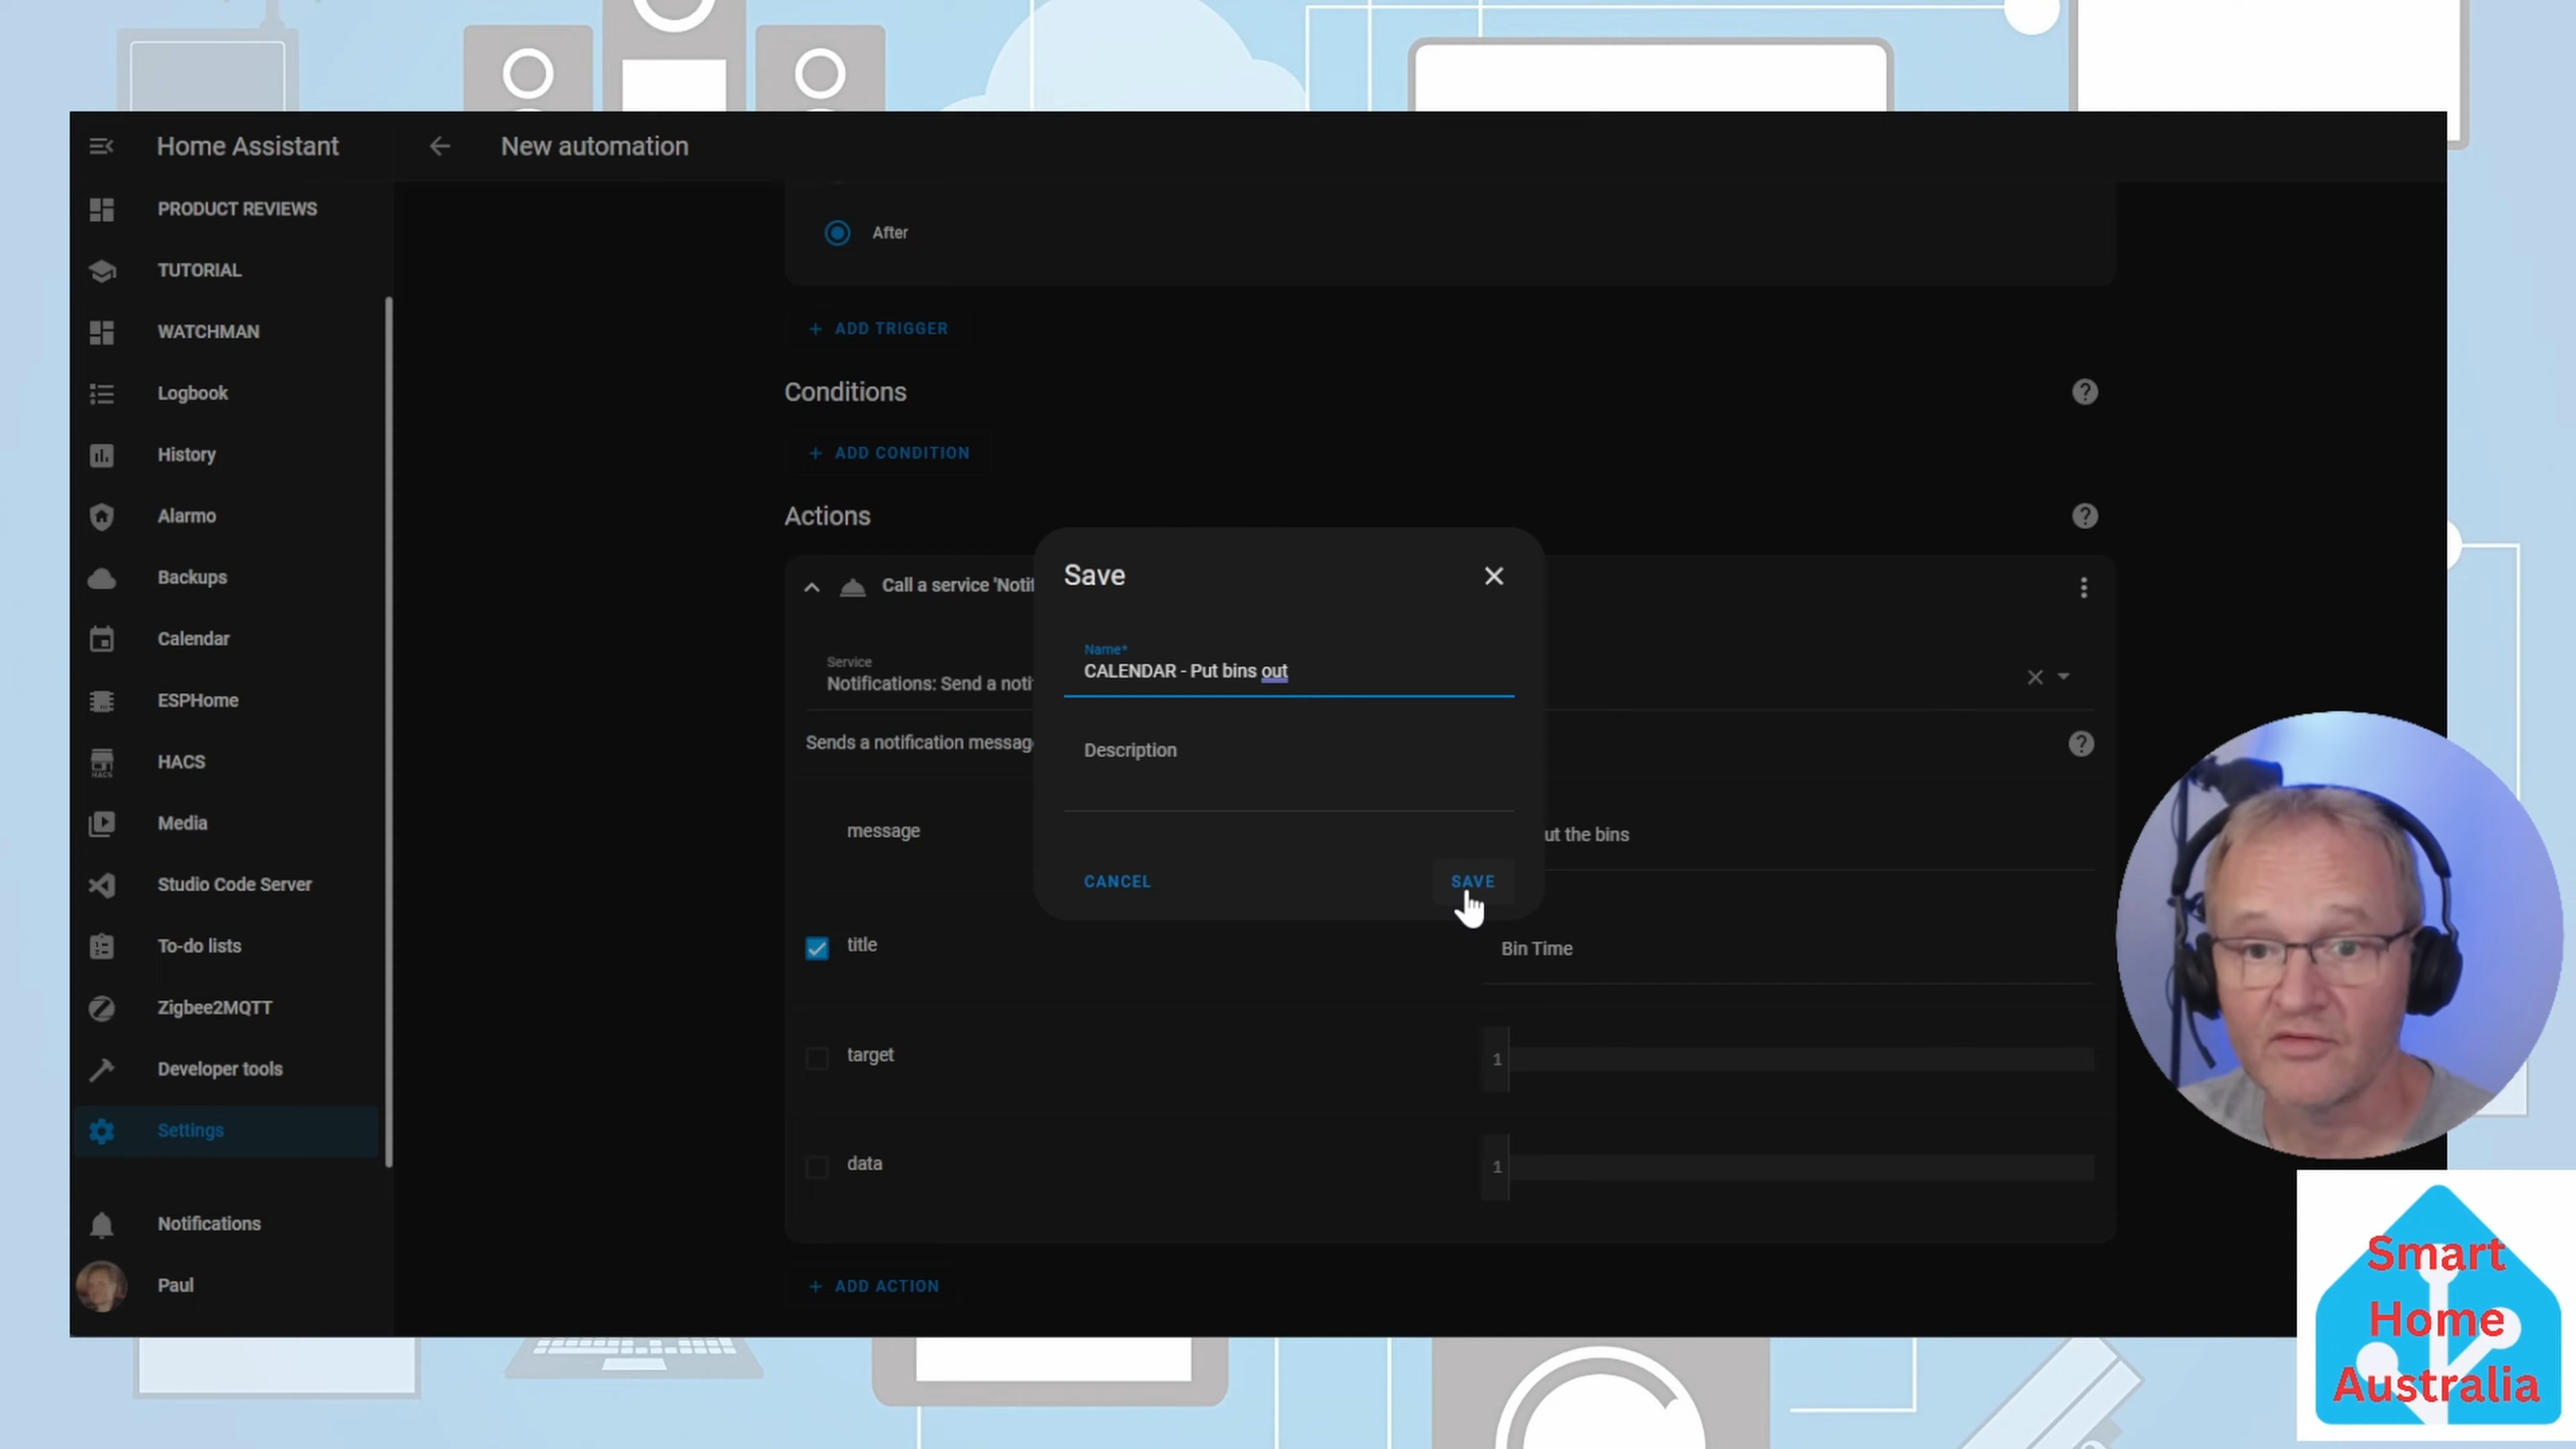 Home Assistant
New automation
PRODUCT REVIEWS
TUTORIAL
WATCHMAN
Logbook
History
Alarmo
Backups
Calendar
ESPHome
HACS
HACS
Media
Studio Code Server
To-do lists
Zigbee2MQTT
Developer tools
Settings
Notifications
Paul
After
+ ADD TRIGGER
Conditions
+ ADD CONDITION
Actions
Call a service 'Notif
Service
Notifications: Send a noti
Sends a notification messag
message
ut the bins
title
Bin Time
target
1
data
1
+ ADD ACTION
Save
Name*
CALENDAR - Put bins out
Description
CANCEL
SAVE
Smart
Home
Australia